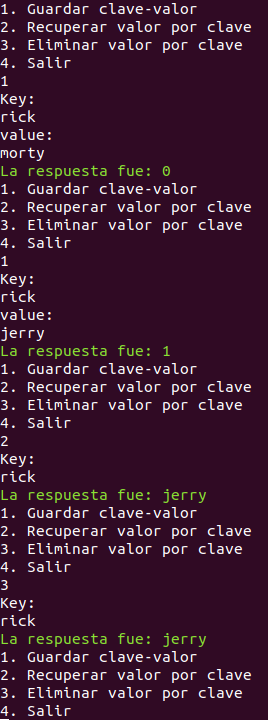 1. Guardar clave-valor
2. Recuperar valor por clave
3. Eliminar valor por clave
4. Salir
1
Key:
rick
value:
morty
La respuesta fue: 0
1. Guardar clave-valor
2. Recuperar valor por clave
3. Eliminar valor por clave
4. Salir
1
Key:
rick
value:
jerry
La respuesta fue: 1
1. Guardar clave-valor
2. Recuperar valor por clave
3. Eliminar valor por clave
4. Salir
2
Key:
rick
La respuesta fue: jerry
1. Guardar clave-valor
2. Recuperar valor por clave
3. Eliminar valor por clave
4. Salir
3
Key:
rick
La respuesta fue: jerry
1. Guardar clave-valor
2. Recuperar valor por clave
3. Eliminar valor por clave
4. Salir